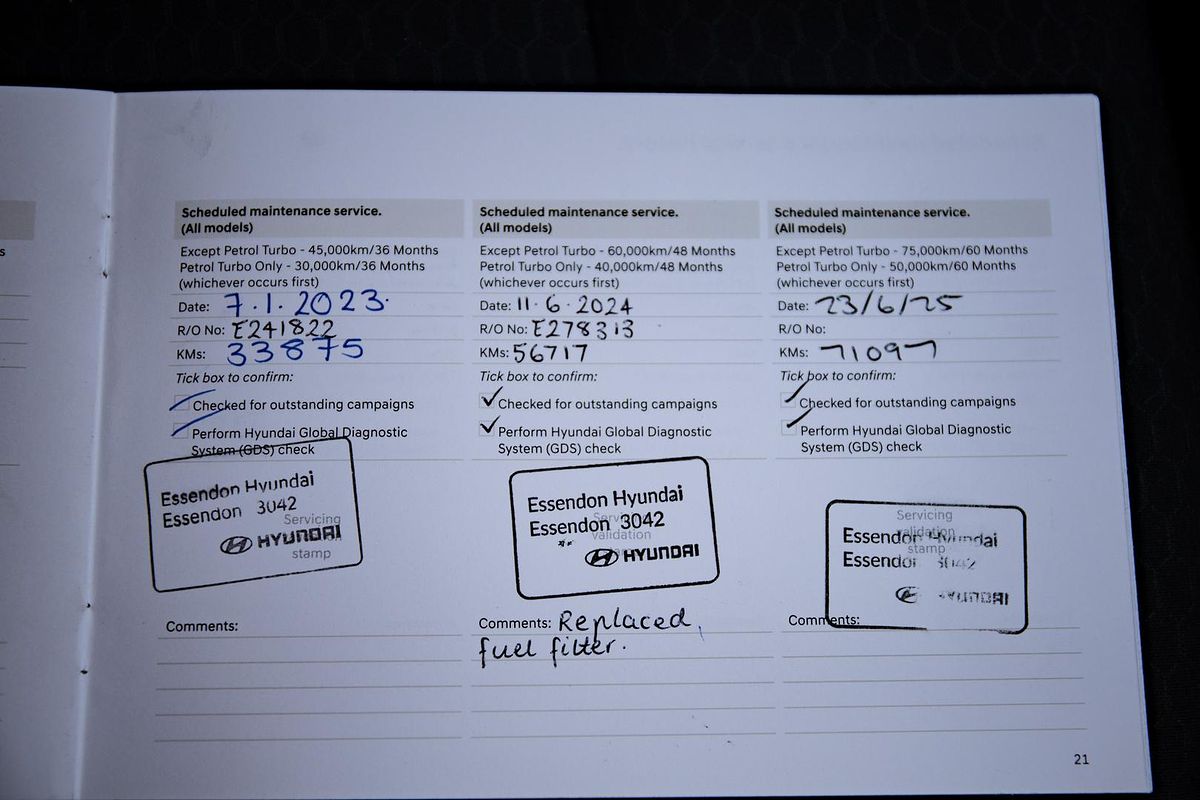 Scheduled maintenance service.
(All models)
Except Petrol Turbo - 45,000km/36 Months
Petrol Turbo Only - 30,000km/36 Months
(whichever occurs first)
Date: 7.1.2023.
R/O No: E241822
KMs: 33875
Tick box to confirm:
Checked for outstanding campaigns
Perform Hyundai Global Diagnostic
System (GDS) check
Essendon Hyundai
Essendon 3042
Servicing
HYUNDAI
stamp
Comments:
Scheduled maintenance service.
(All models)
Except Petrol Turbo - 60,000km/48 Months
Petrol Turbo Only - 40,000km/48 Months
(whichever occurs first)
Date: 11.6.2024
R/O No: E278313
KMs: 56717
Tick box to confirm:
Checked for outstanding campaigns
Perform Hyundai Global Diagnostic
System (GDS) check
Essendon Hyundai
Essendon 3042
validation
HYUNDAI
Comments: Replaced
fuel filter.
Scheduled maintenance service.
(All models)
Except Petrol Turbo - 75,000km/60 Months
Petrol Turbo Only - 50,000km/60 Months
(whichever occurs first)
Date: 23/6/25
R/O No:
KMs: 71097
Tick box to confirm:
Checked for outstanding campaigns
Perform Hyundai Global Diagnostic
System (GDS) check
Servicing
validation
stamp
Essendon Hyundai
Essendon 3042
HYUNDAI
Comments:
21